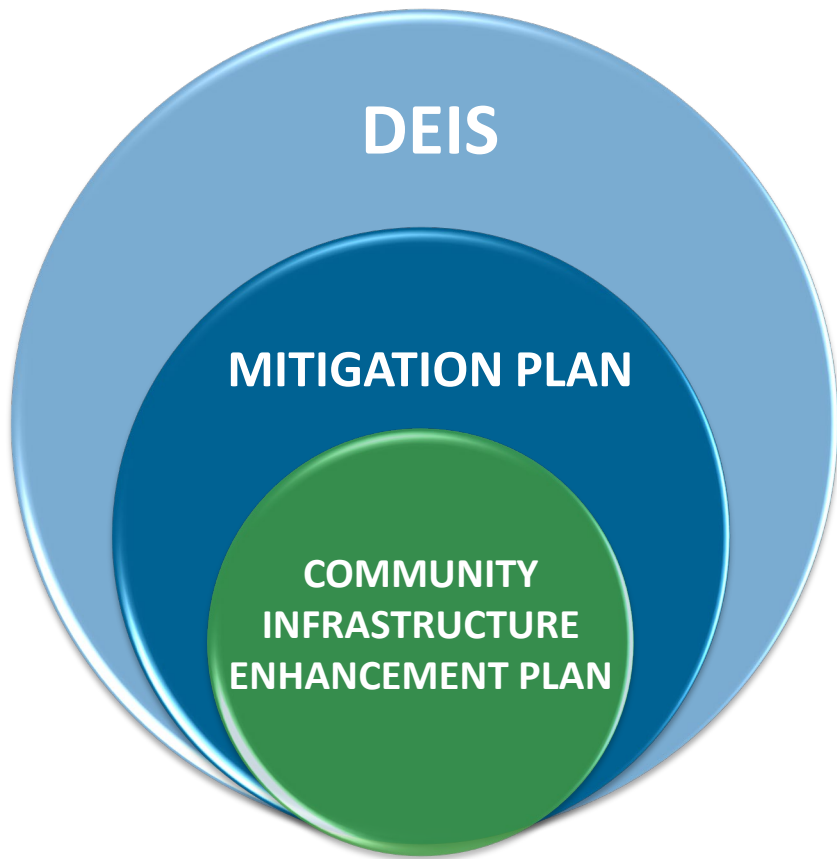 DEIS
MITIGATION PLAN
COMMUNITY
INFRASTRUCTURE
ENHANCEMENT PLAN